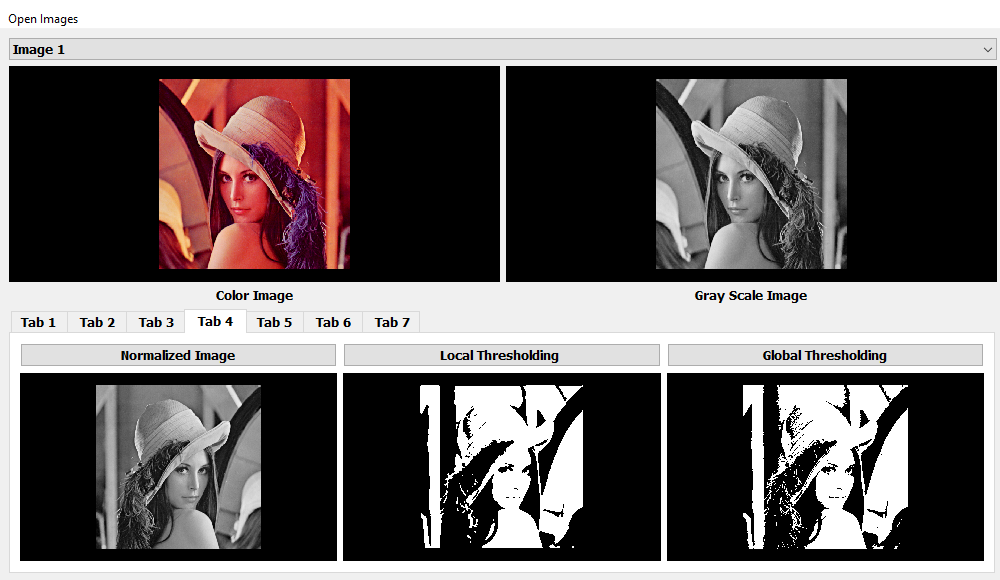 Open Images
Image 1
Color Image
Gray Scale Image
Tab 1
Tab 2
Tab 3
Tab 4
Tab 5
Tab 6
Tab 7
Normalized Image
Local Thresholding
Global Thresholding